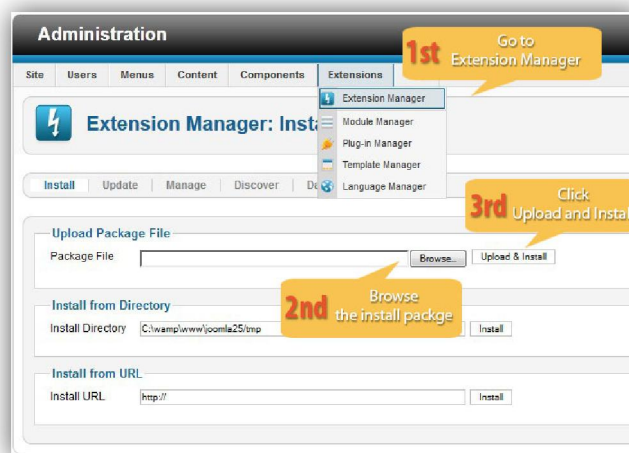 Administration
1st Go to
Extension Manager
Site Users Menus Content Components Extensions
Extension Manager
Module Manager
Plug-in Manager
Template Manager
Language Manager
Extension Manager: Insta
Install Update Manage Discover
3rd Click
Upload and Instal
Upload Package File
Package File Browse... Upload & Install
2nd Browse
the install packge
Install from Directory
Install Directory C:\wamp\www\joomla25/tmp Install
Install from URL
Install URL http:// Install